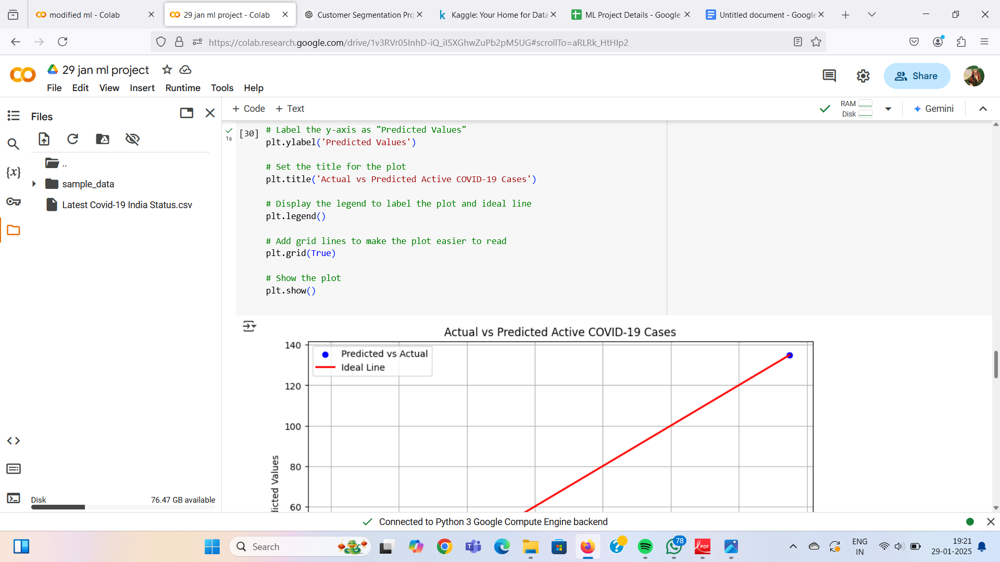 modified ml - Colab
29 jan ml project - Colab
Customer Segmentation Pro
Kaggle: Your Home for Data
ML Project Details - Google
Untitled document - Google
https://colab.research.google.com/drive/1v3RVr05InhD-iQ_iI5XGhwZuPb2pM5UG#scrollTo=aRLRk_HtHIp2
CO
29 jan ml project
File Edit View Insert Runtime Tools Help
Share
Files
+ Code + Text
RAM
Disk
Gemini
..
sample_data
Latest Covid-19 India Status.csv
{x}
1s
[30]
# Label the y-axis as "Predicted Values"
plt.ylabel('Predicted Values')
# Set the title for the plot
plt.title('Actual vs Predicted Active COVID-19 Cases')
# Display the legend to label the plot and ideal line
plt.legend()
# Add grid lines to make the plot easier to read
plt.grid(True)
# Show the plot
plt.show()
Actual vs Predicted Active COVID-19 Cases
Predicted vs Actual
Ideal Line
140
120
100
80
60
dicted Values
Disk
76.47 GB available
Connected to Python 3 Google Compute Engine backend
Search
78
PDF
ENG
IN
19:21
29-01-2025